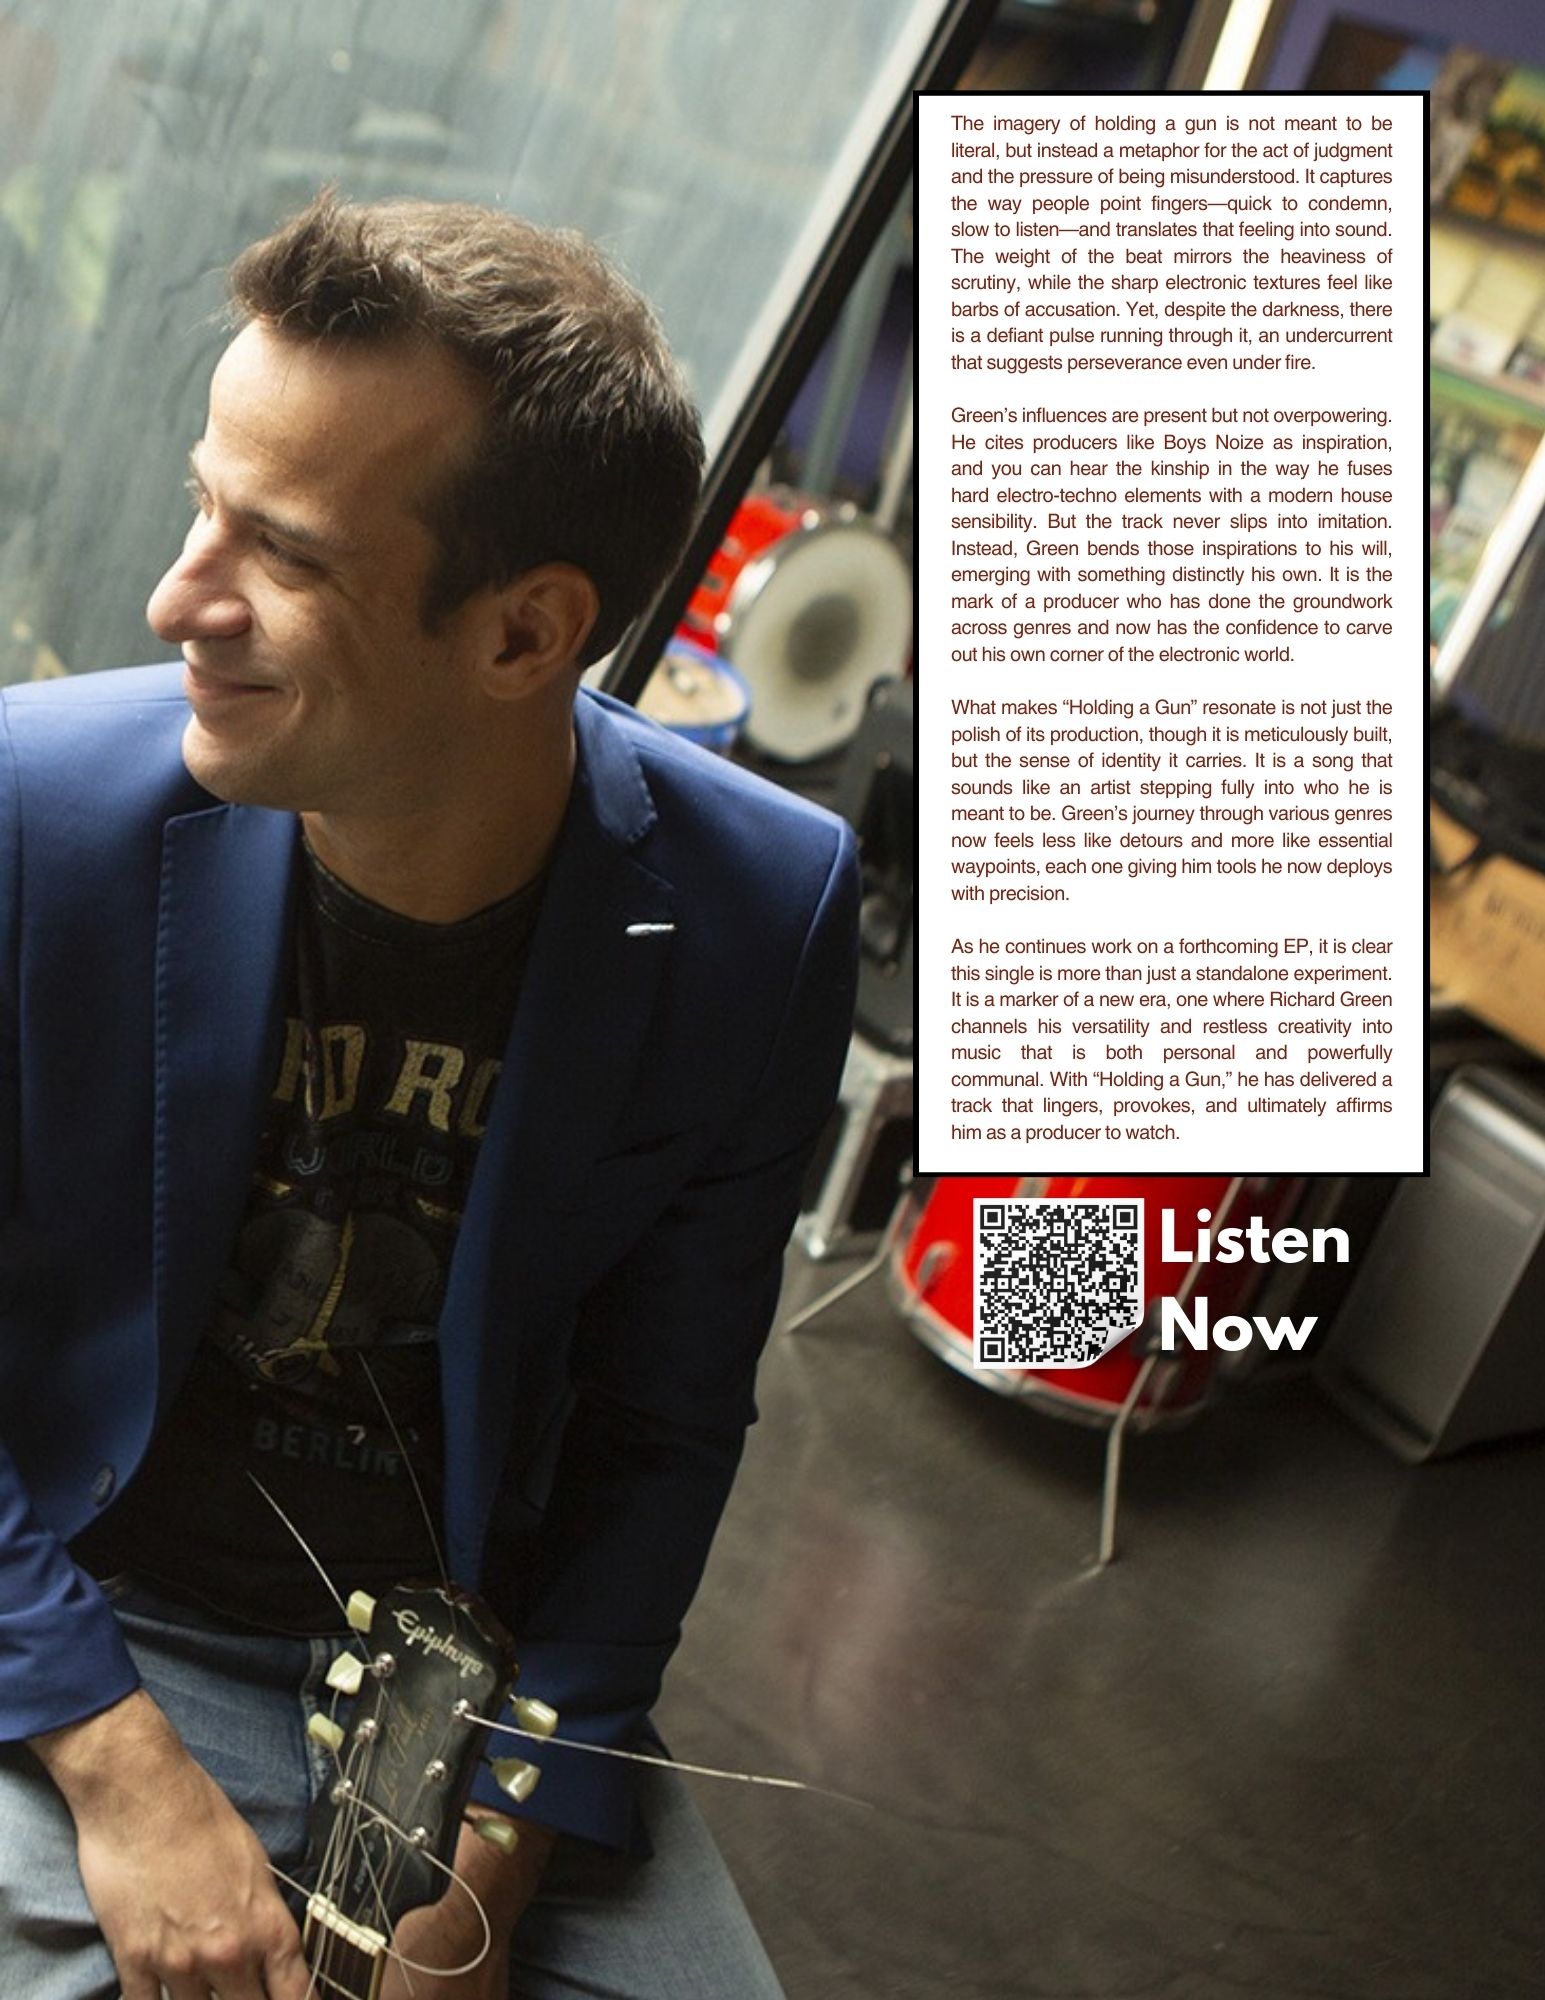 The imagery of holding a gun is not meant to be
literal, but instead a metaphor for the act of judgment
and the pressure of being misunderstood. It captures
the way people point fingers—quick to condemn,
slow to listen—and translates that feeling into sound.
The weight of the beat mirrors the heaviness of
scrutiny, while the sharp electronic textures feel like
barbs of accusation. Yet, despite the darkness, there
is a defiant pulse running through it, an undercurrent
that suggests perseverance even under fire.
Green’s influences are present but not overpowering.
He cites producers like Boys Noize as inspiration,
and you can hear the kinship in the way he fuses
hard electro-techno elements with a modern house
sensibility. But the track never slips into imitation.
Instead, Green bends those inspirations to his will,
emerging with something distinctly his own. It is the
mark of a producer who has done the groundwork
across genres and now has the confidence to carve
out his own corner of the electronic world.
What makes “Holding a Gun” resonate is not just the
polish of its production, though it is meticulously built,
but the sense of identity it carries. It is a song that
sounds like an artist stepping fully into who he is
meant to be. Green’s journey through various genres
now feels less like detours and more like essential
waypoints, each one giving him tools he now deploys
with precision.
As he continues work on a forthcoming EP, it is clear
this single is more than just a standalone experiment.
It is a marker of a new era, one where Richard Green
channels his versatility and restless creativity into
music that is both personal and powerfully
communal. With “Holding a Gun,” he has delivered a
track that lingers, provokes, and ultimately affirms
him as a producer to watch.
Listen
Now
RD RO
WORLD
BERLIN
Epiphone
Les Paul